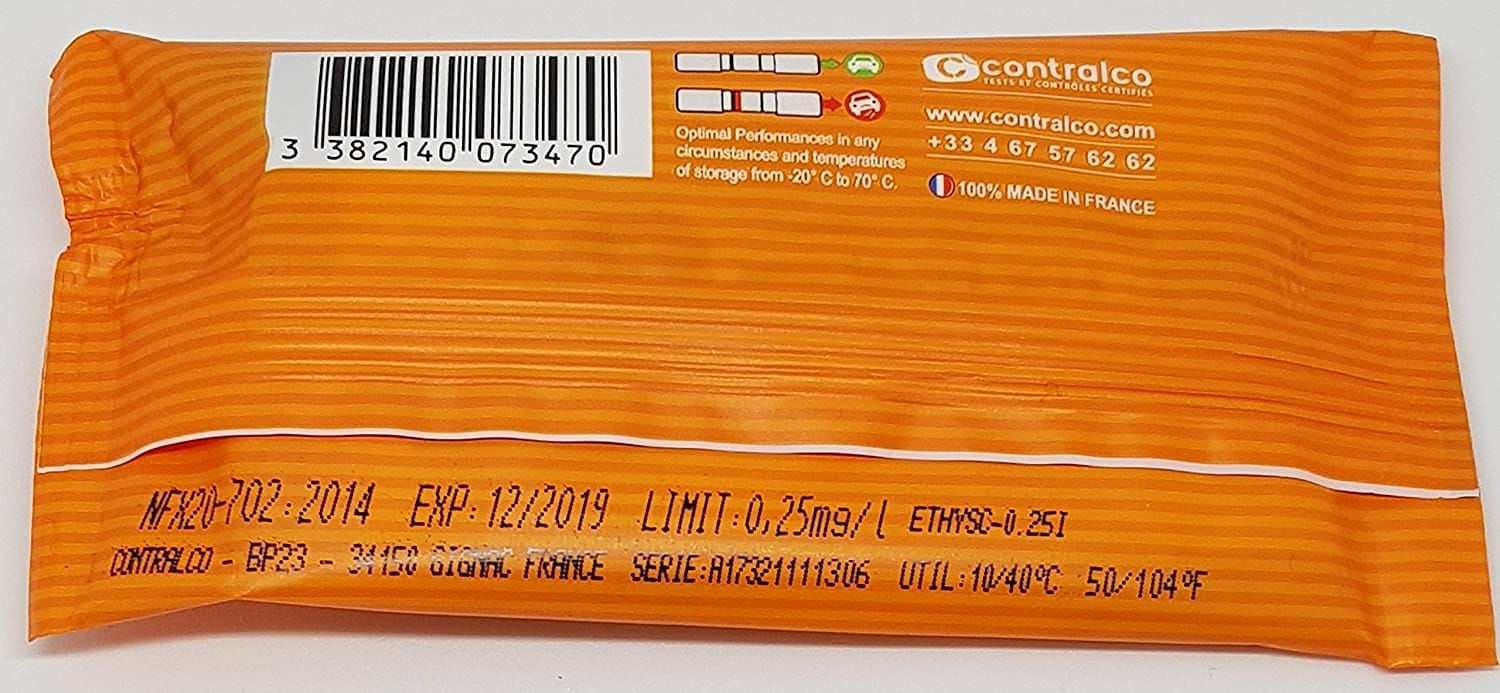 3 382140 073470
Optimal Performances in any
circumstances and temperatures
of storage from -20° C to 70° C.
contralco
TESTS ET CONTRÔLES CERTIFIÉS
www.contralco.com
+33 4 67 57 62 62
100% MADE IN FRANCE
NFX20-702:2014 EXP:12/2019 LIMIT:0,25mg/l ETHYSC-0.25I
CONTRALCO - BP23 - 34150 GIGNAC FRANCE SERIE:A17321111306 UTIL:10/40°C 50/104°F